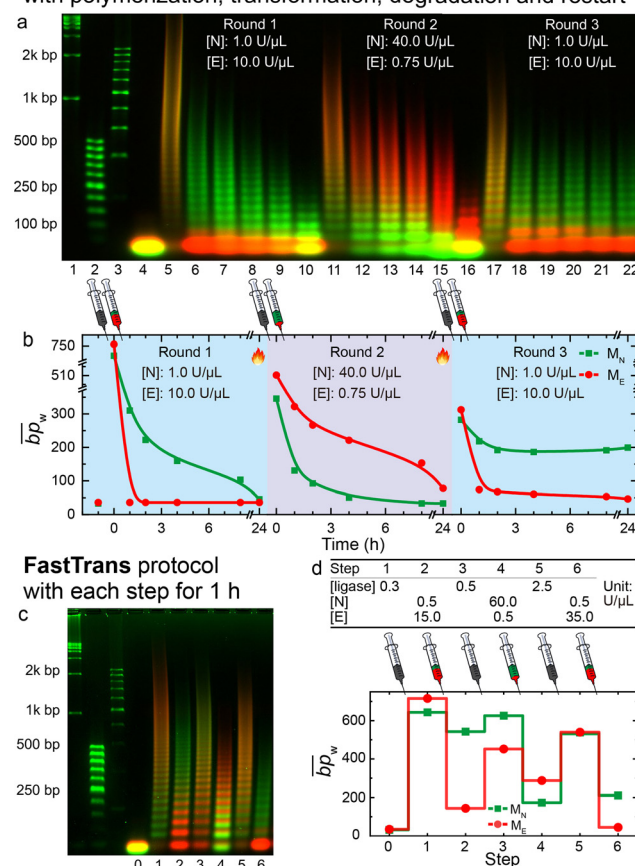 with polymerization, transformation, degradation and restart
a
Round 1
Round 2
Round 3
[N]: 1.0 U/µL
[N]: 40.0 U/µL
[N]: 1.0 U/µL
[E]: 10.0 U/µL
[E]: 0.75 U/µL
[E]: 10.0 U/µL
2k bp
1k bp
500 bp
250 bp
100 bp
1 2 3 4 5 6 7 8 9 10 11 12 13 14 15 16 17 18 19 20 21 22
b
Round 1
Round 2
Round 3
[N]: 1.0 U/µL
[N]: 40.0 U/µL
[N]: 1.0 U/µL
[E]: 10.0 U/µL
[E]: 0.75 U/µL
[E]: 10.0 U/µL
M_N
M_E
bp_w
750
510
300
200
100
0
0 3 6 24 0 3 6 24 0 3 6 24
Time (h)
FastTrans protocol
with each step for 1 h
c
2k bp
1k bp
500 bp
250 bp
0 1 2 3 4 5 6
d
Step 1 2 3 4 5 6
[ligase] 0.3 0.5 2.5 Unit:
[N] 0.5 60.0 0.5 U/µL
[E] 15.0 0.5 35.0
bp_w
600
400
200
0
M_N
M_E
0 1 2 3 4 5 6
Step